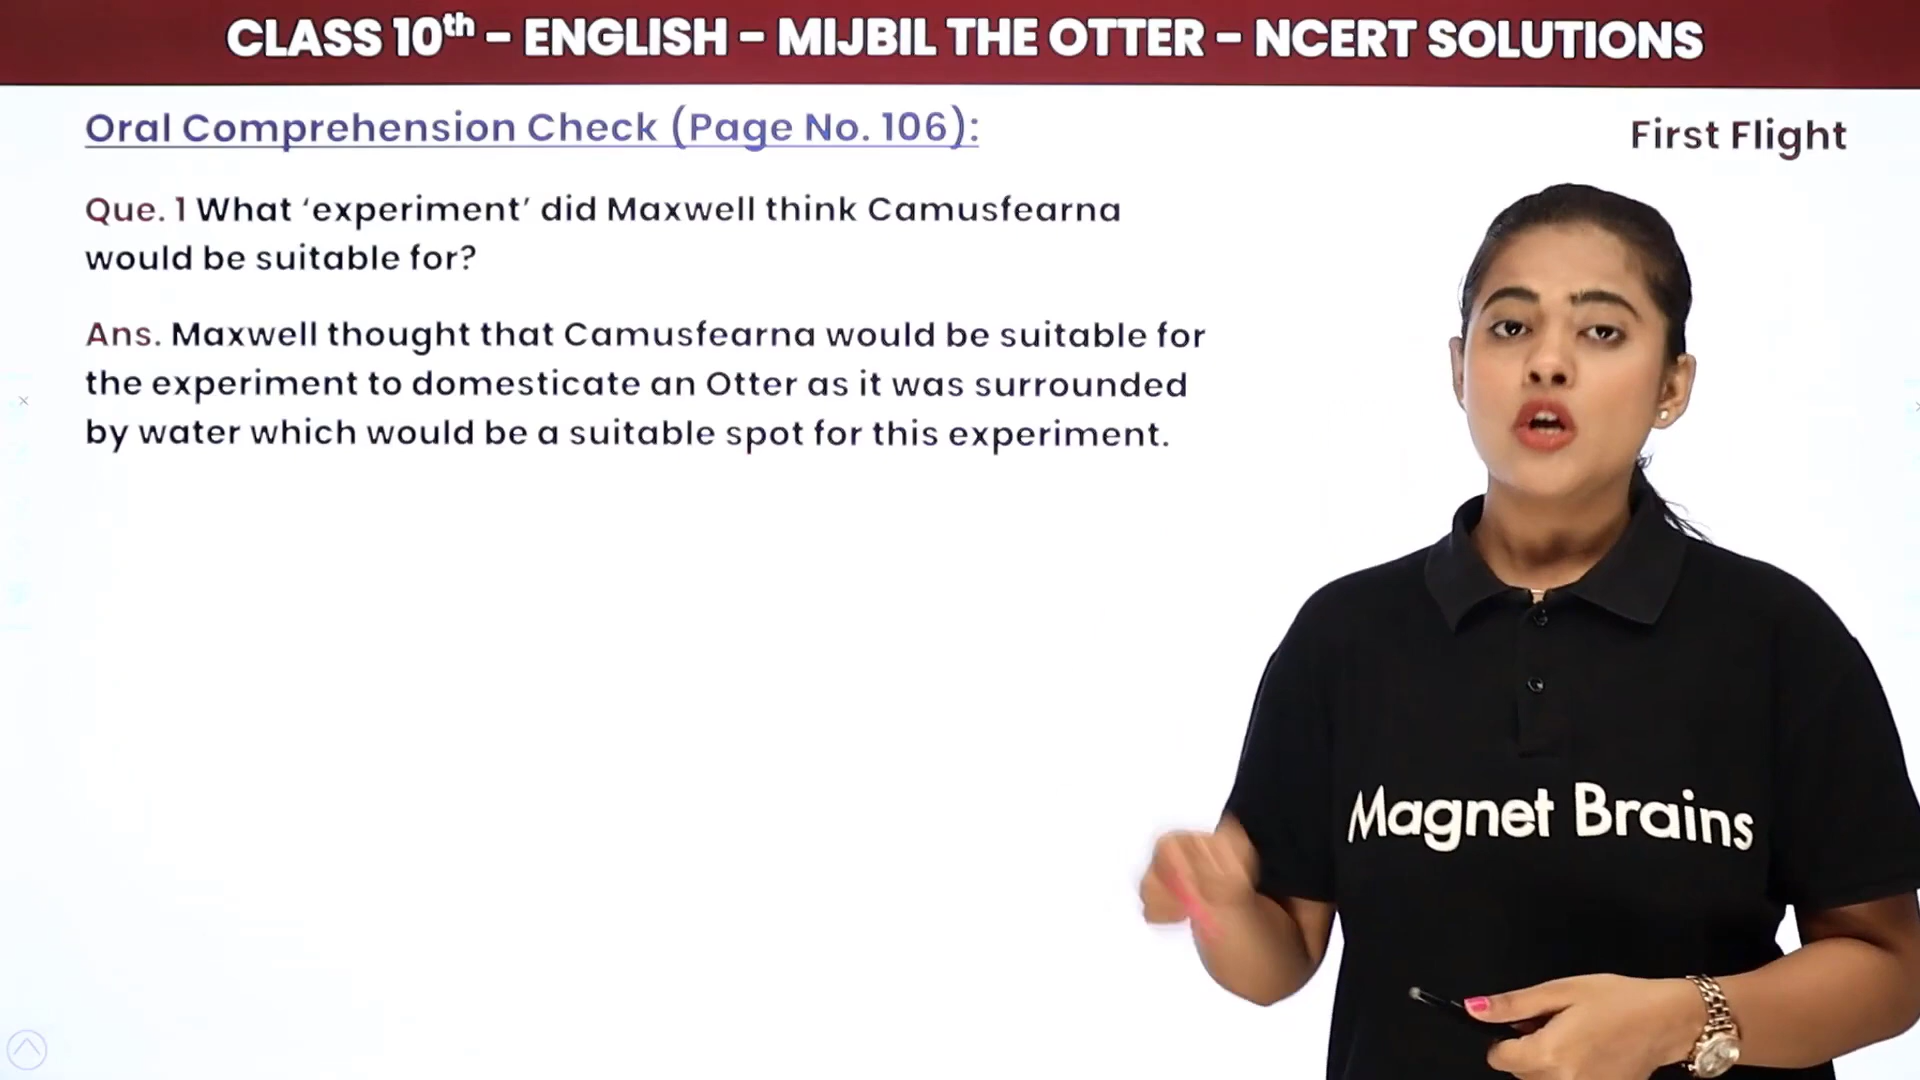 CLASS 10th - ENGLISH - MIJBIL THE OTTER - NCERT SOLUTIONS
Oral Comprehension Check (Page No. 106):
First Flight
Que. 1 What ‘experiment’ did Maxwell think Camusfearna
would be suitable for?
Ans. Maxwell thought that Camusfearna would be suitable for
the experiment to domesticate an Otter as it was surrounded
by water which would be a suitable spot for this experiment.
Magnet Brains